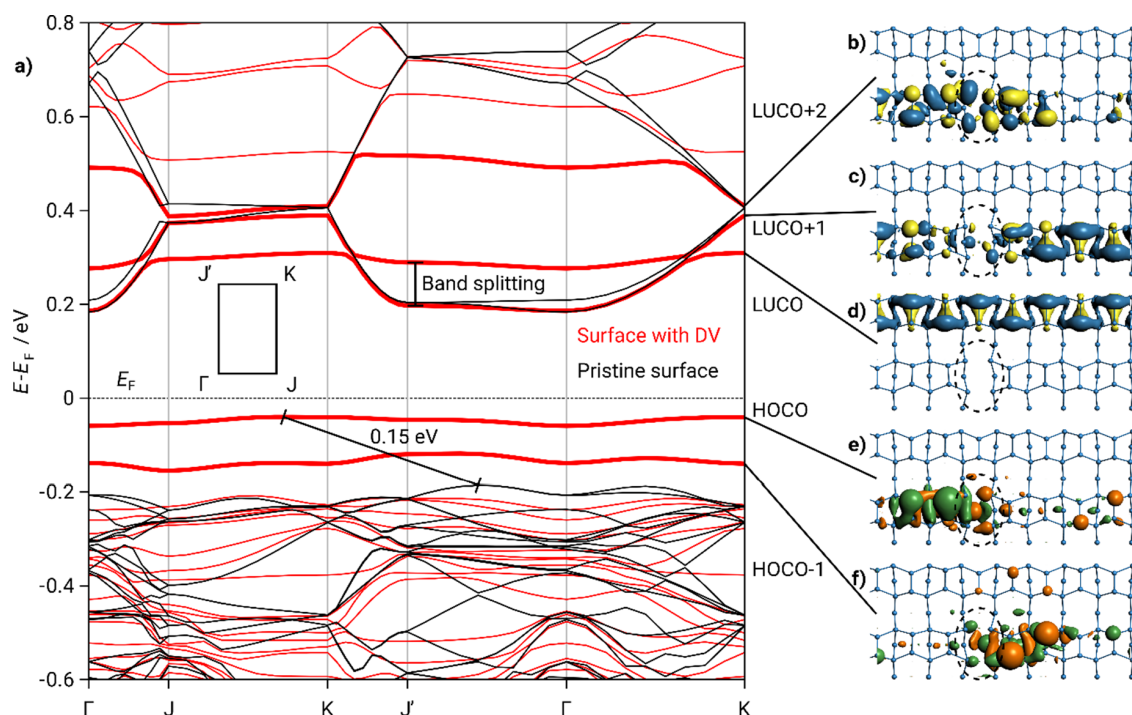 a)
0.8
0.6
0.4
0.2
0
-0.2
-0.4
-0.6
E-E_F / eV
Γ
J
K
J'
Γ
K
J'
K
Γ
J
E_F
Band splitting
Surface with DV
Pristine surface
0.15 eV
LUCO+2
LUCO+1
LUCO
HOCO
HOCO-1
b)
c)
d)
e)
f)